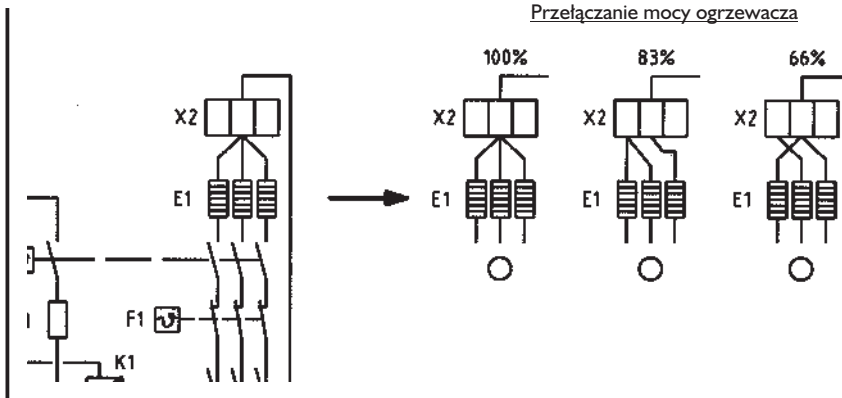 Przełączanie mocy ogrzewacza
100% 83% 66%
X2 X2 X2 X2
E1 E1 E1 E1
F1
K1